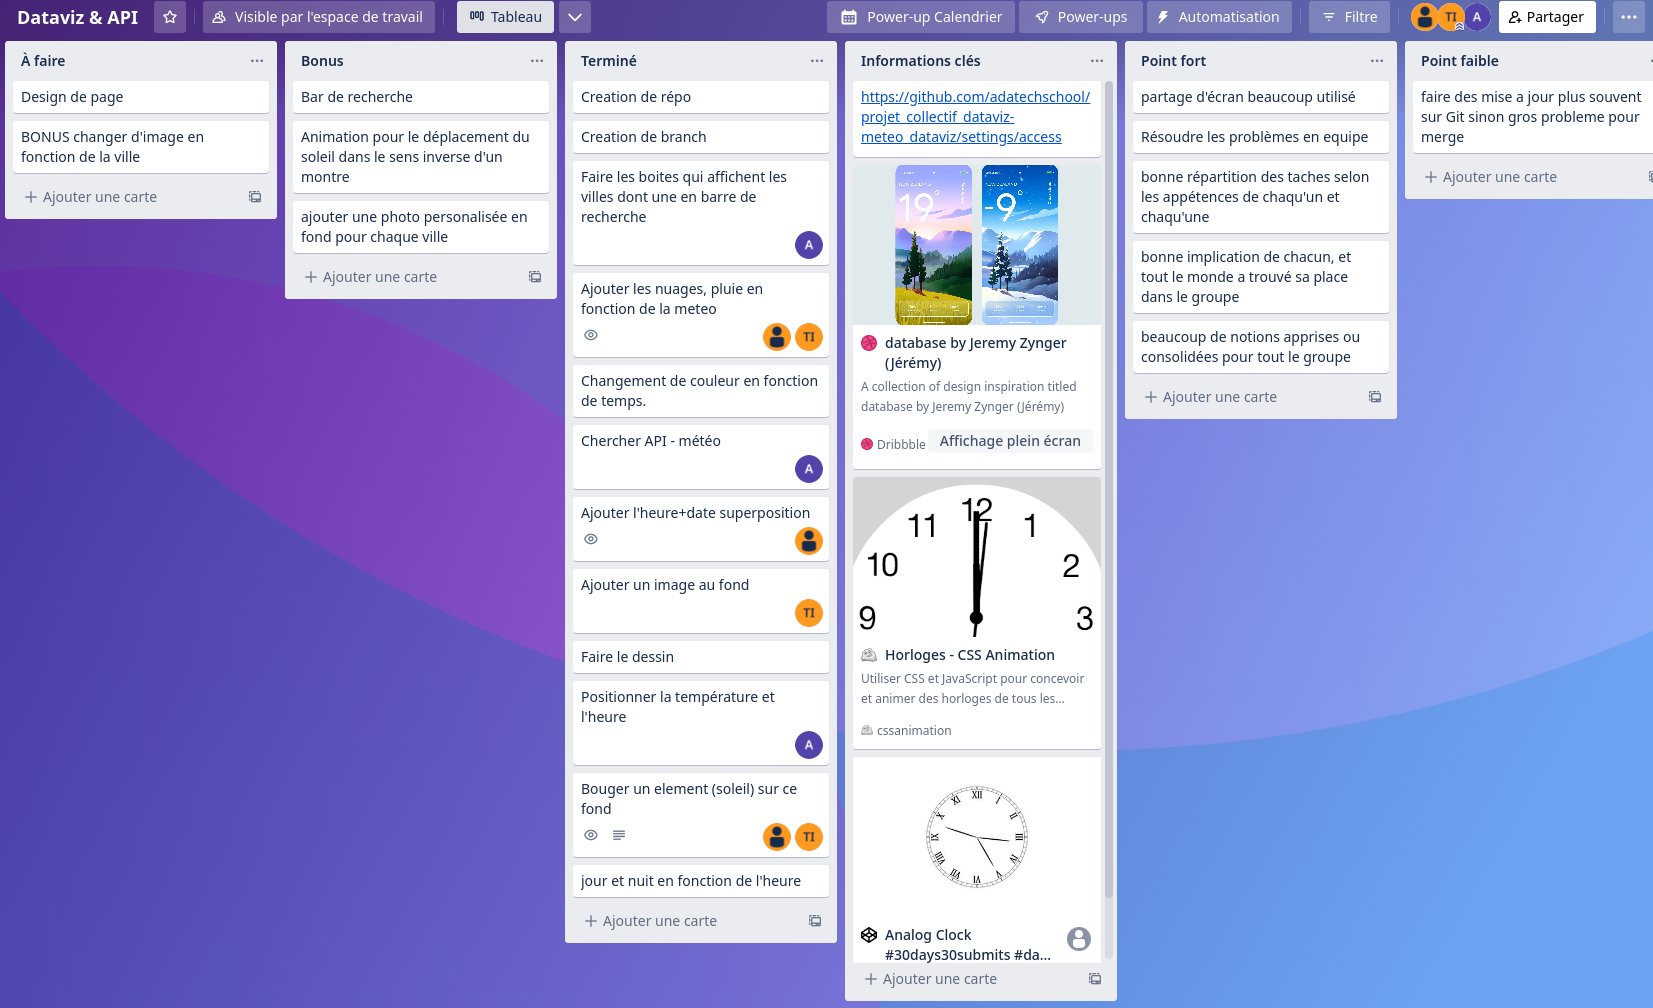 Dataviz & API
Visible par l'espace de travail
Tableau
Power-up Calendrier
Power-ups
Automatisation
Filtre
TI
A
Partager
À faire
Design de page
BONUS changer d'image en
fonction de la ville
Ajouter une carte
Bonus
Bar de recherche
Animation pour le déplacement du
soleil dans le sens inverse d'un
montre
ajouter une photo personalisée en
fond pour chaque ville
Ajouter une carte
Terminé
Creation de répo
Creation de branch
Faire les boites qui affichent les
villes dont une en barre de
recherche
A
Ajouter les nuages, pluie en
fonction de la meteo
TI
Changement de couleur en fonction
de temps.
Chercher API - météo
A
Ajouter l'heure+date superposition
Ajouter un image au fond
TI
Faire le dessin
Positionner la température et
l'heure
A
Bouger un element (soleil) sur ce
fond
TI
jour et nuit en fonction de l'heure
Ajouter une carte
Informations clés
https://github.com/adatechschool/
projet_collectif_dataviz-
meteo_dataviz/settings/access
19°
-9°
database by Jeremy Zynger
(Jérémy)
A collection of design inspiration titled
database by Jeremy Zynger (Jérémy)
Dribbble
Affichage plein écran
12
11
1
10
2
9
3
Horloges - CSS Animation
Utiliser CSS et JavaScript pour concevoir
et animer des horloges de tous les...
cssanimation
XII
I
II
III
IIII
V
VI
VII
VIII
IX
X
XI
Analog Clock
#30days30submits #da...
Ajouter une carte
Point fort
partage d'écran beaucoup utilisé
Résoudre les problèmes en equipe
bonne répartition des taches selon
les appétences de chaqu'un et
chaqu'une
bonne implication de chacun, et
tout le monde a trouvé sa place
dans le groupe
beaucoup de notions apprises ou
consolidées pour tout le groupe
Ajouter une carte
Point faible
faire des mise a jour plus souvent
sur Git sinon gros probleme pour
merge
Ajouter une carte